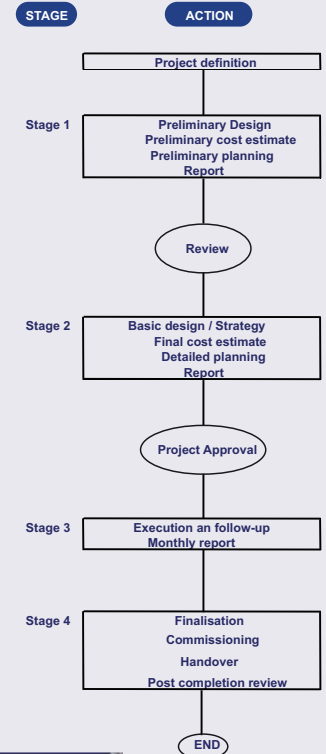 STAGE ACTION
Project definition
Stage 1 Preliminary Design
Preliminary cost estimate
Preliminary planning
Report
Review
Stage 2 Basic design / Strategy
Final cost estimate
Detailed planning
Report
Project Approval
Stage 3 Execution an follow-up
Monthly report
Stage 4 Finalisation
Commissioning
Handover
Post completion review
END